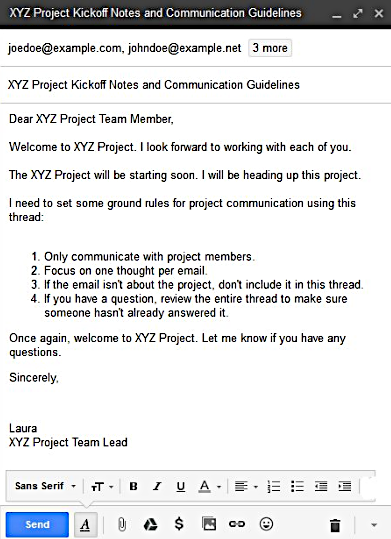 XYZ Project Kickoff Notes and Communication Guidelines
joedoe@example.com, johndoe@example.net 3 more
XYZ Project Kickoff Notes and Communication Guidelines
Dear XYZ Project Team Member,
Welcome to XYZ Project. I look forward to working with each of you.
The XYZ Project will be starting soon. I will be heading up this project.
I need to set some ground rules for project communication using this
thread:
1. Only communicate with project members.
2. Focus on one thought per email.
3. If the email isn't about the project, don't include it in this thread.
4. If you have a question, review the entire thread to make sure
someone hasn't already answered it.
Once again, welcome to XYZ Project. Let me know if you have any
questions.
Sincerely,
Laura
XYZ Project Team Lead
Sans Serif TT B I U A
Send A $